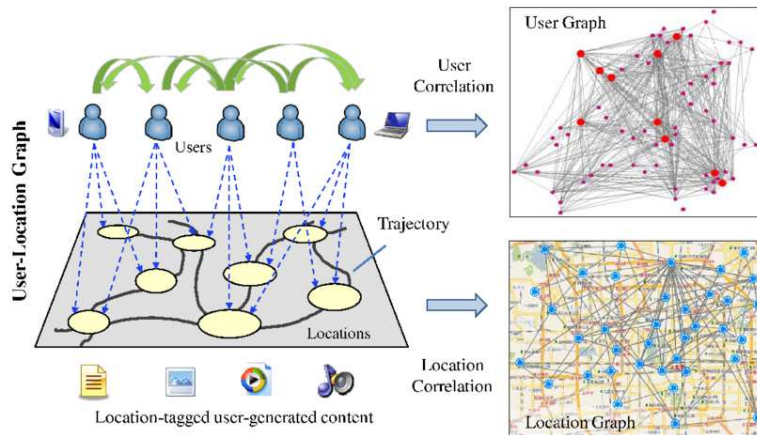 User-Location Graph
Users
Trajectory
Locations
Location-tagged user-generated content
User
Correlation
Location
Correlation
User Graph
Location Graph